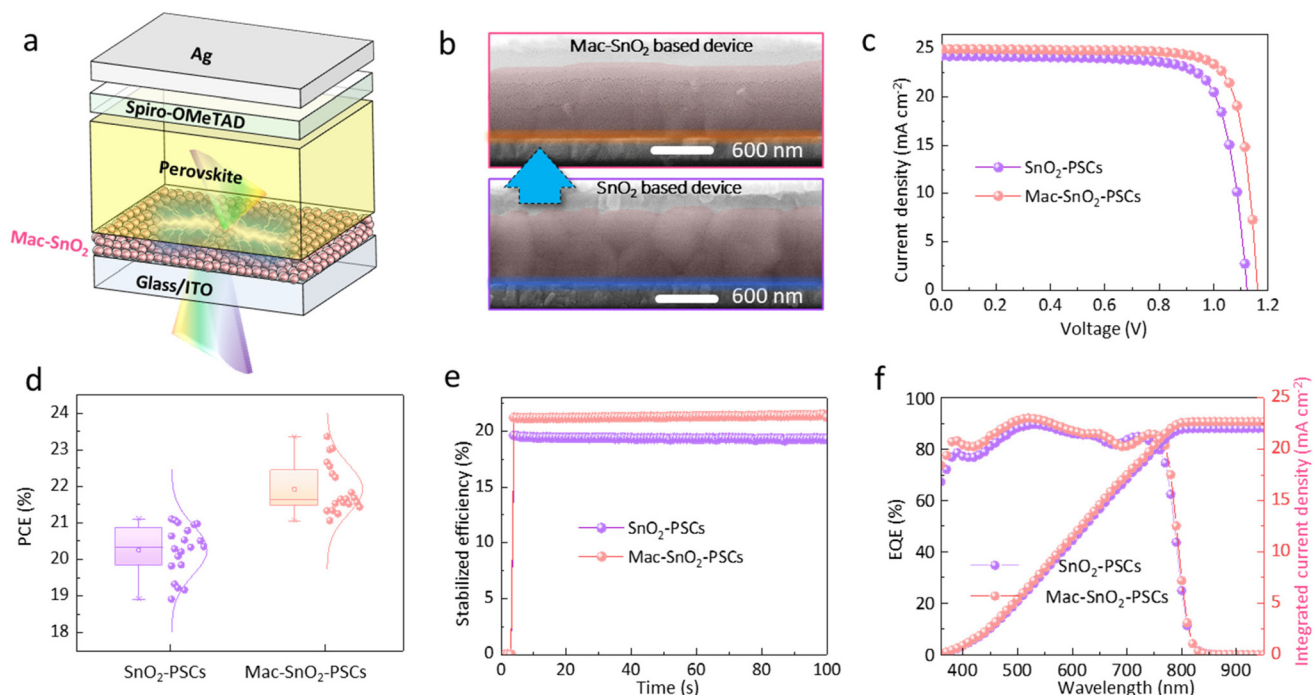 a
Ag
Spiro-OMeTAD
Perovskite
Mac-SnO₂
Glass/ITO
b
Mac-SnO₂ based device
600 nm
SnO₂ based device
600 nm
c
Current density (mA cm⁻²)
25
20
15
10
5
0
SnO₂-PSCs
Mac-SnO₂-PSCs
0.0 0.2 0.4 0.6 0.8 1.0 1.2
Voltage (V)
d
PCE (%)
24
23
22
21
20
19
18
SnO₂-PSCs Mac-SnO₂-PSCs
e
Stabilized efficiency (%)
20
15
10
5
0
SnO₂-PSCs
Mac-SnO₂-PSCs
0 20 40 60 80 100
Time (s)
f
EQE (%)
100
80
60
40
20
0
SnO₂-PSCs
Mac-SnO₂-PSCs
400 500 600 700 800 900
Wavelength (nm)
25
20
15
10
5
0
Integrated current density (mA cm⁻²)